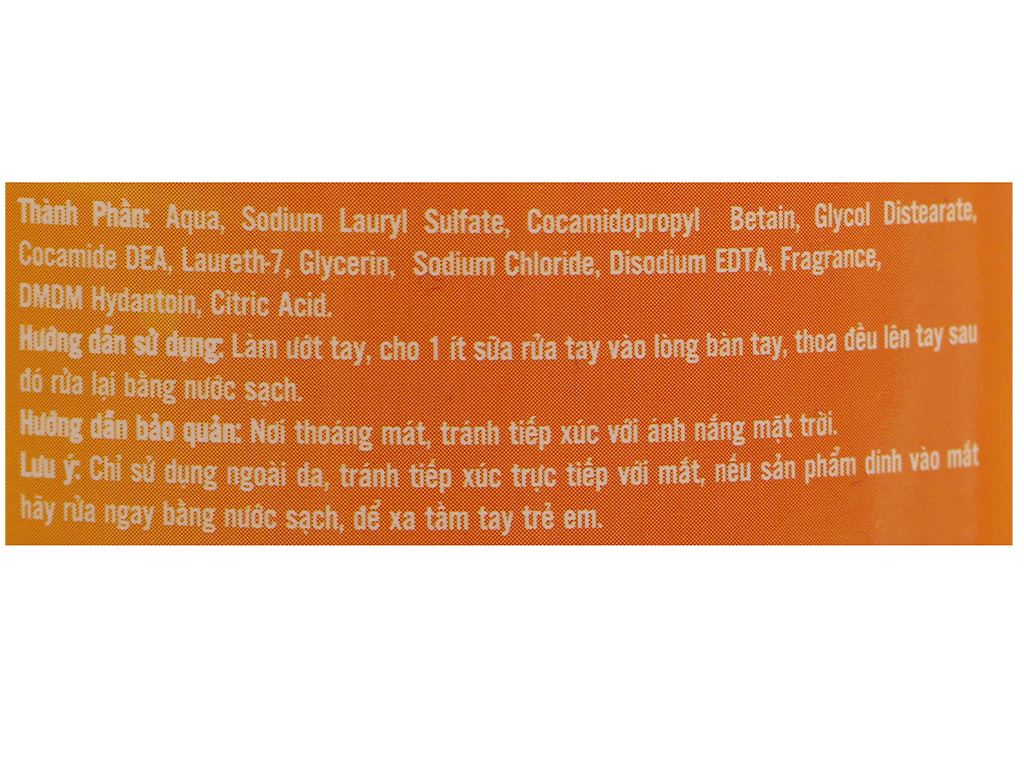 Thành Phần: Aqua, Sodium Lauryl Sulfate, Cocamidopropyl Betain, Glycol Distearate,
Cocamide DEA, Laureth-7, Glycerin, Sodium Chloride, Disodium EDTA, Fragrance,
DMDM Hydantoin, Citric Acid.
Hướng dẫn sử dụng: Làm ướt tay, cho 1 ít sữa rửa tay vào lòng bàn tay, thoa đều lên tay sau
đó rửa lại bằng nước sạch.
Hướng dẫn bảo quản: Nơi thoáng mát, tránh tiếp xúc với ánh nắng mặt trời.
Lưu ý: Chỉ sử dụng ngoài da, tránh tiếp xúc trực tiếp với mắt, nếu sản phẩm dính vào mắt
hãy rửa ngay bằng nước sạch, để xa tầm tay trẻ em.